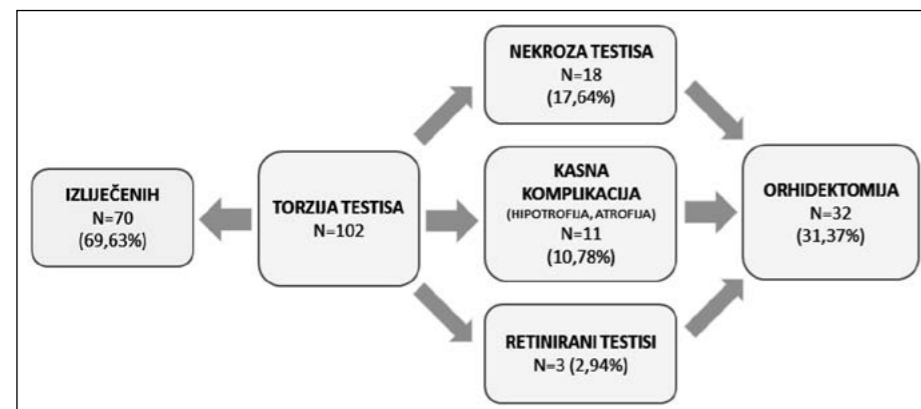 IZLIJEČENIH
N=70
(69,63%)
TORZIJA TESTISA
N=102
NEKROZA TESTISA
N=18
(17,64%)
KASNA
KOMPLIKACIJA
(HIPOTROFIJA, ATROFIJA)
N=11
(10,78%)
RETINIRANI TESTISI
N=3 (2,94%)
ORHIDEKTOMIJA
N=32
(31,37%)